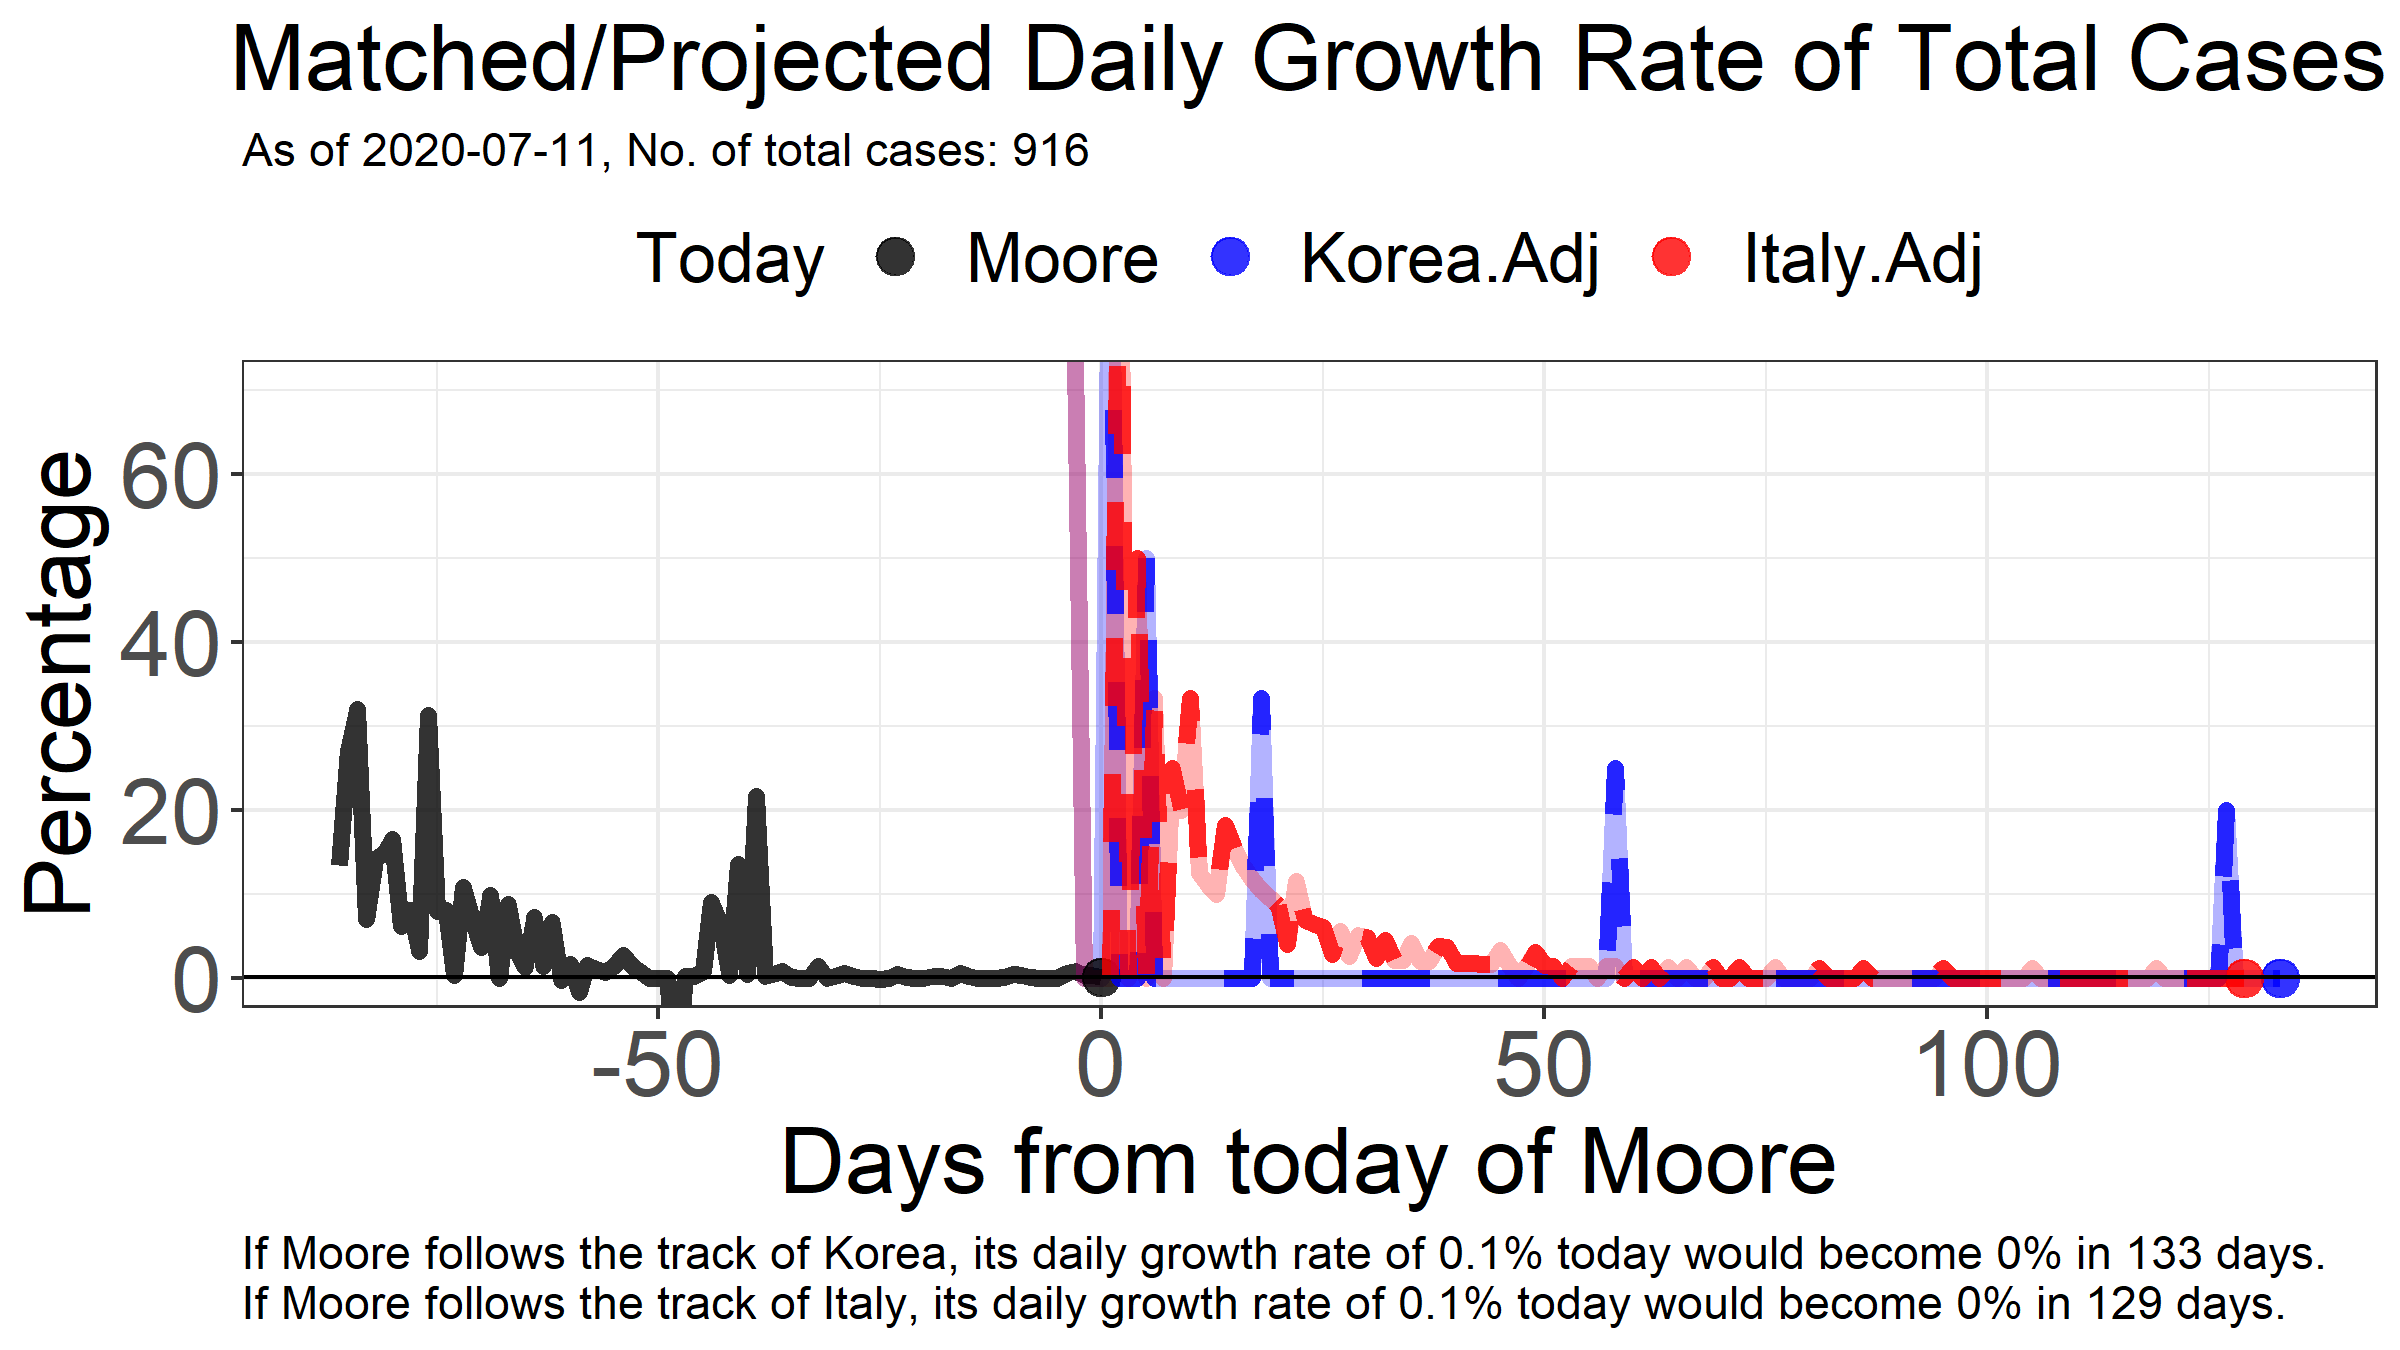 Matched/Projected Daily Growth Rate of Total Cases
As of 2020-07-11, No. of total cases: 916
Today Moore Korea.Adj Italy.Adj
Percentage
60
40
20
0
-50 0 50 100
Days from today of Moore
If Moore follows the track of Korea, its daily growth rate of 0.1% today would become 0% in 133 days.
If Moore follows the track of Italy, its daily growth rate of 0.1% today would become 0% in 129 days.